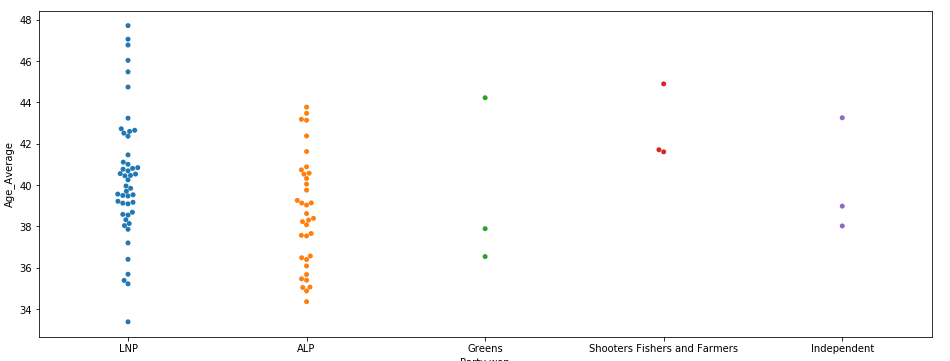 48
46
44
42
40
38
36
34
Age_Average
LNP
ALP
Greens
Shooters Fishers and Farmers
Independent